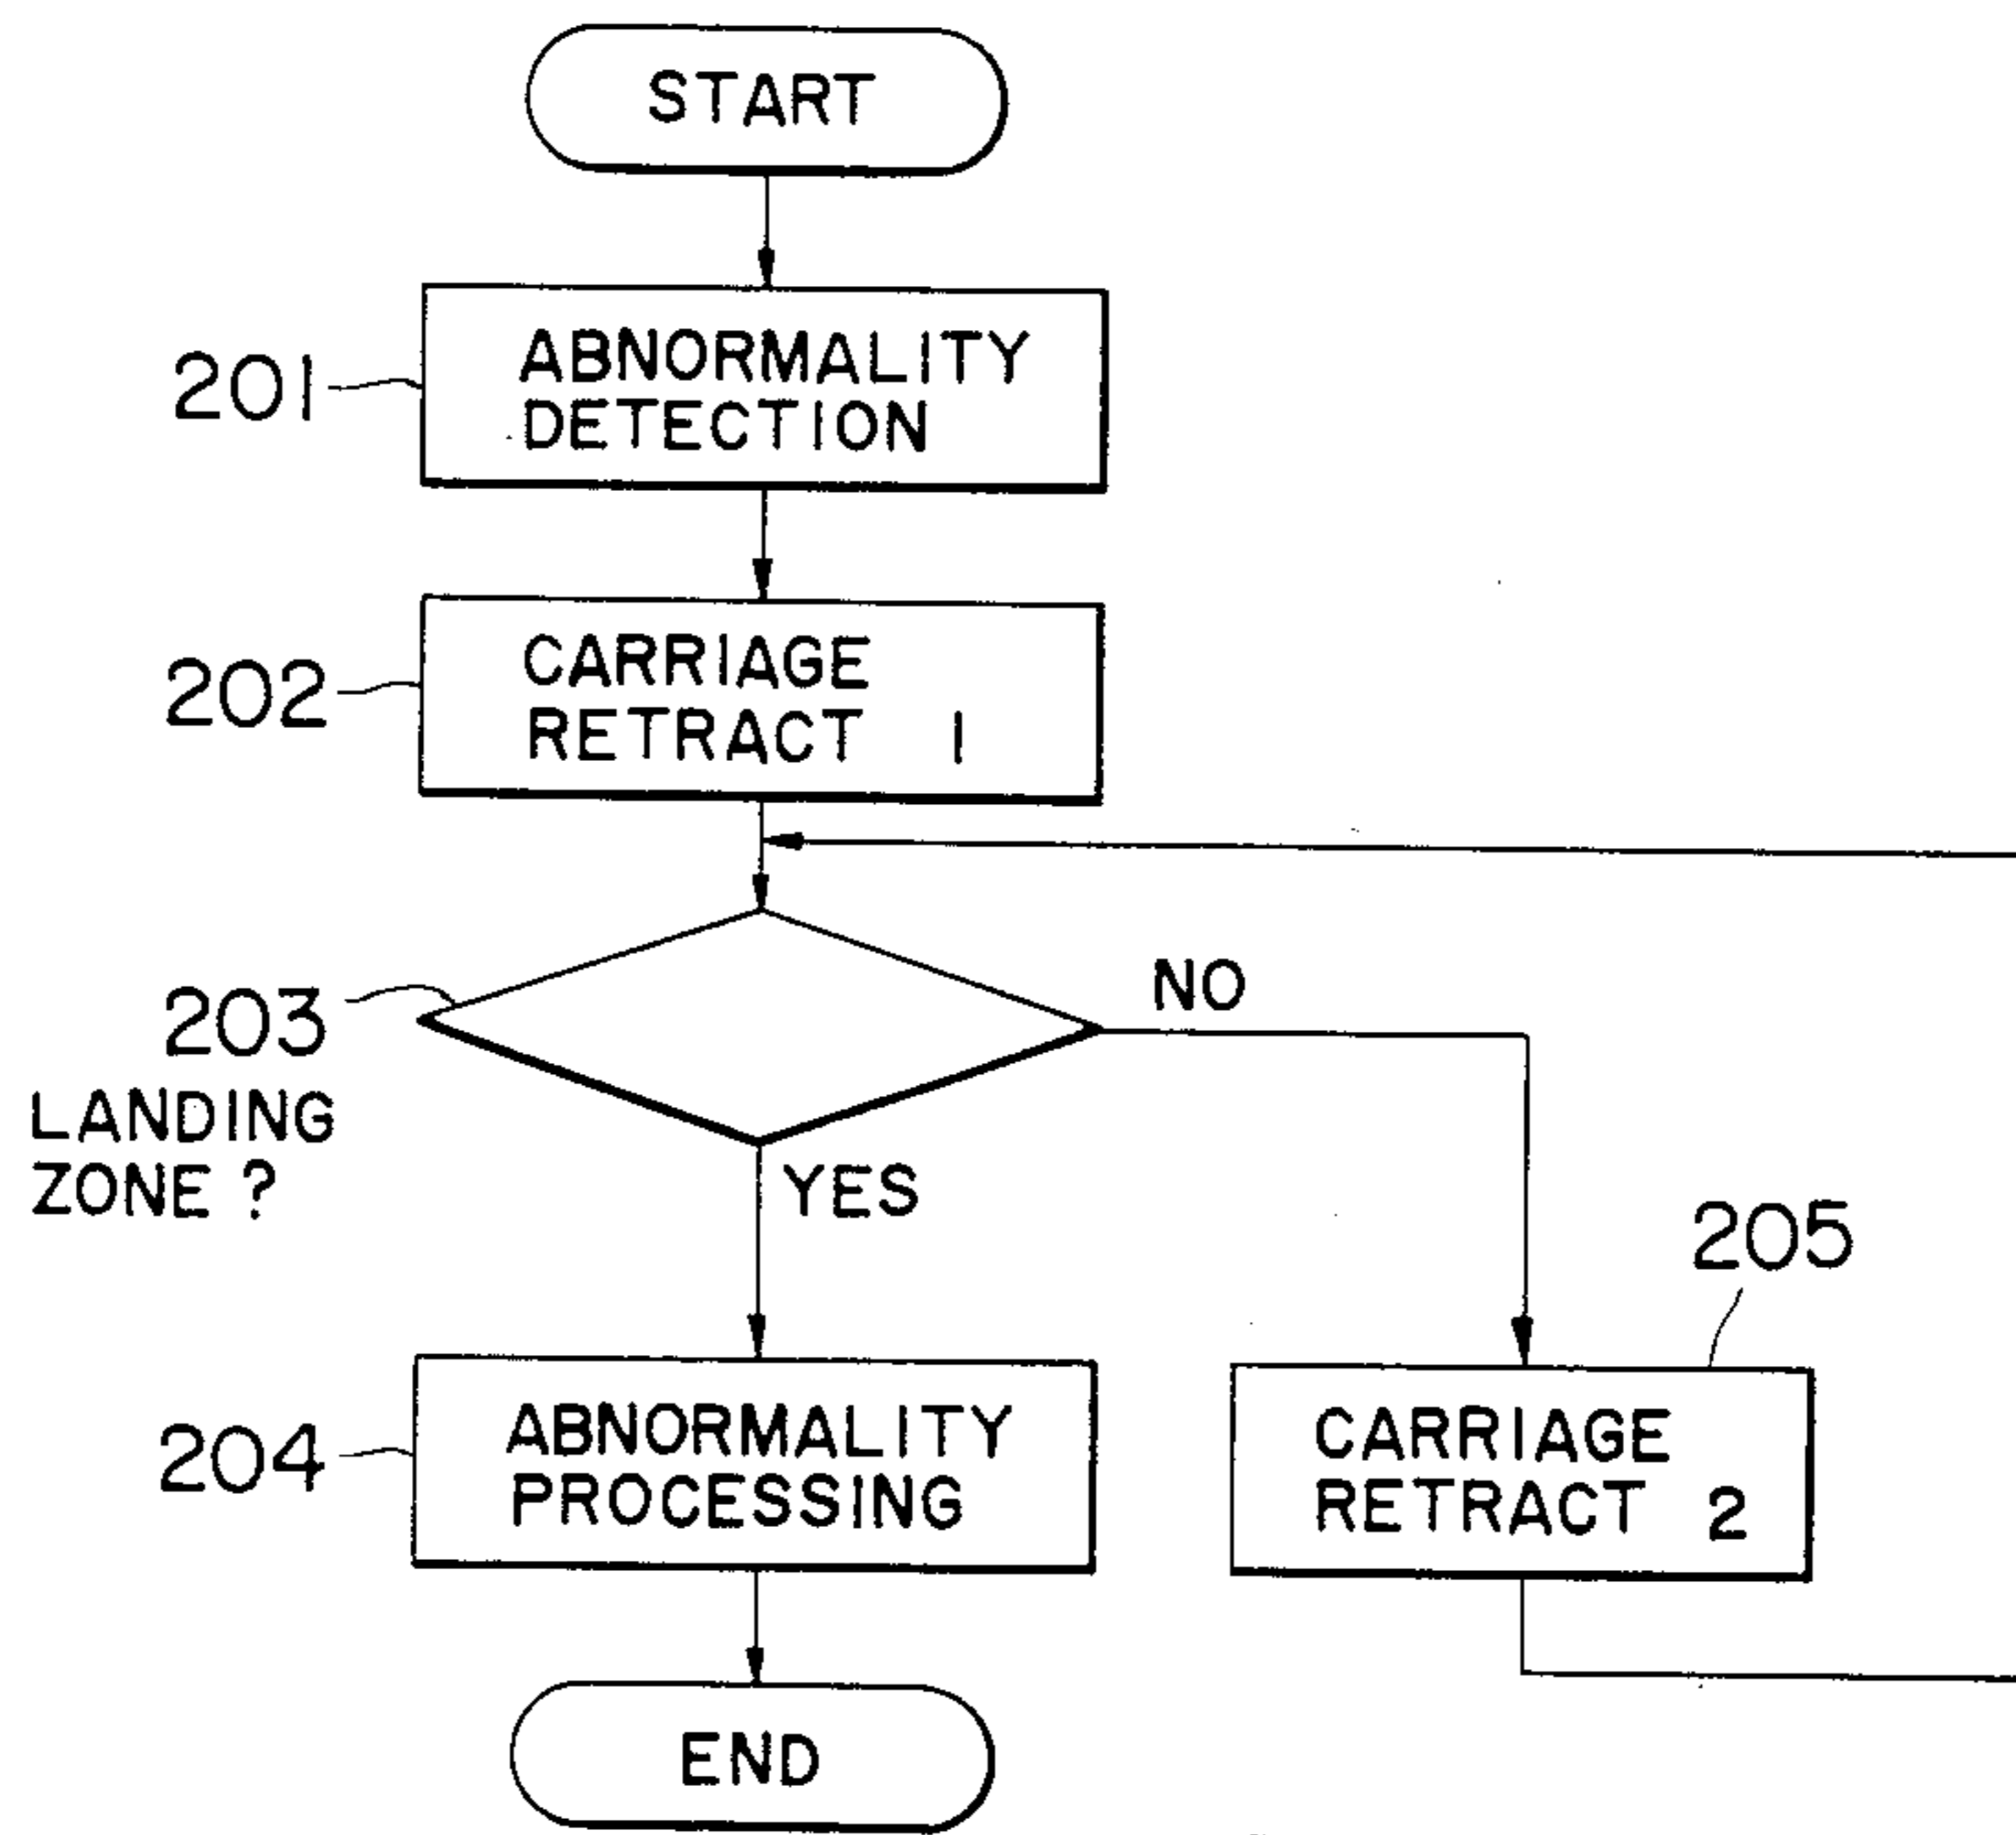 START
201
ABNORMALITY
DETECTION
202
CARRIAGE
RETRACT 1
203
LANDING
ZONE ?
NO
YES
205
204
ABNORMALITY
PROCESSING
CARRIAGE
RETRACT 2
END